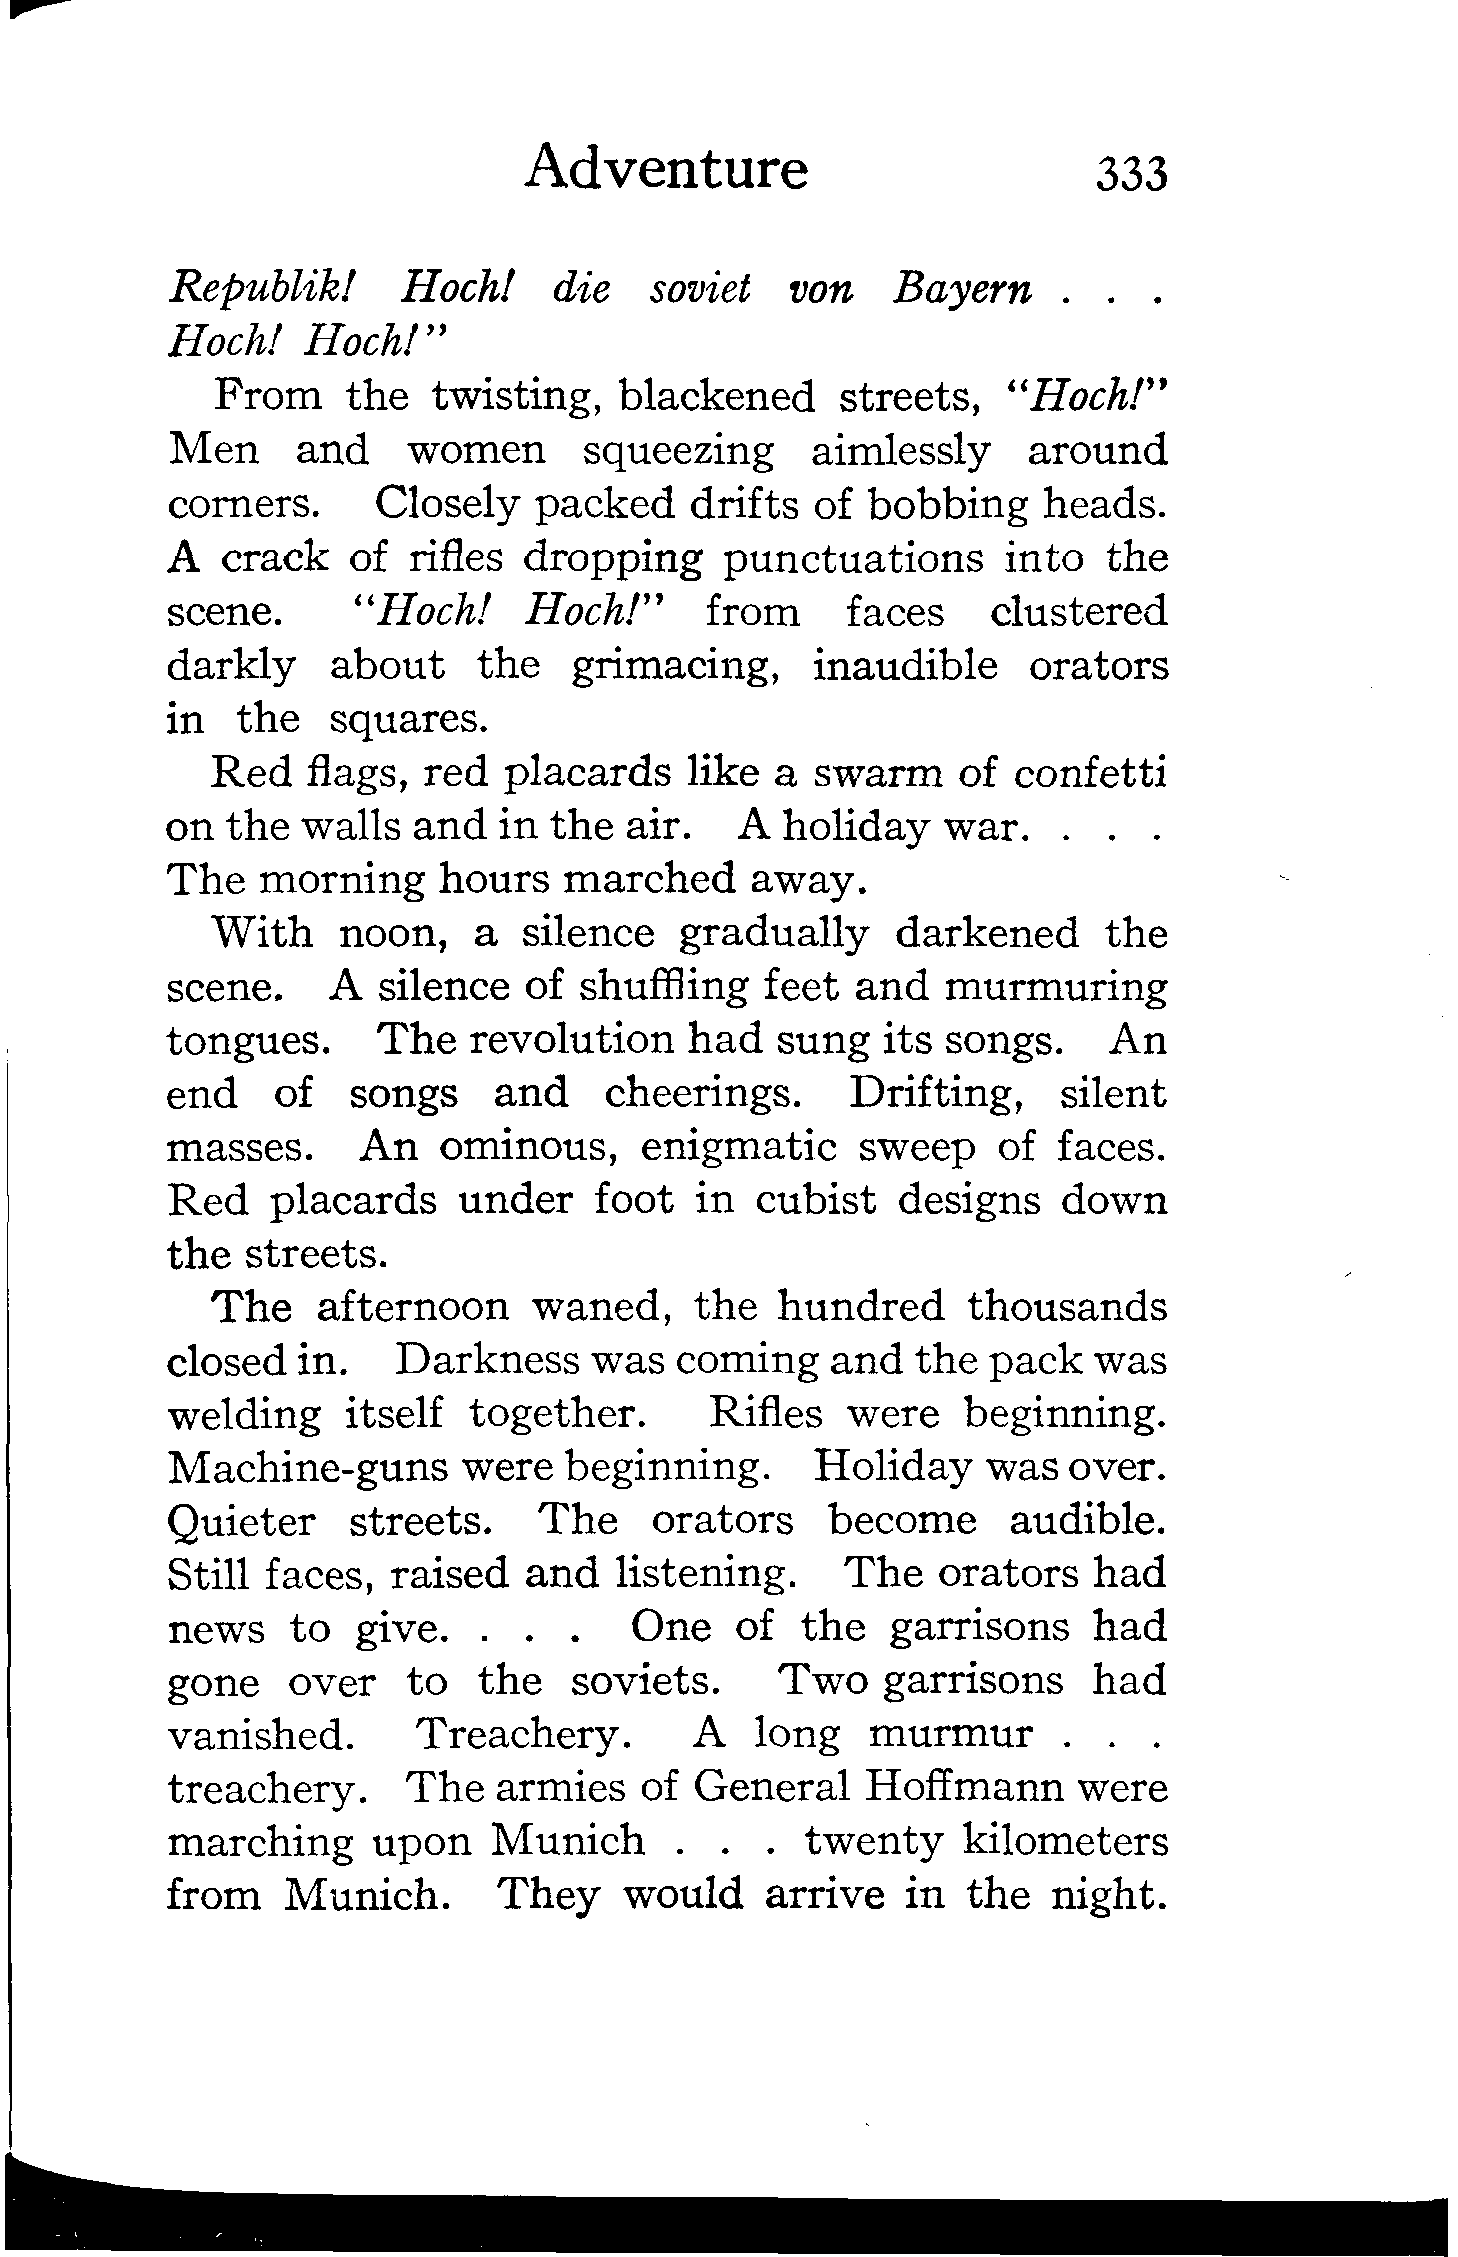 Adventure 333
Republik! Hoch! die soviet von Bayern . . .
Hoch! Hoch!"
From the twisting, blackened streets, "Hoch!"
Men and women squeezing aimlessly around
corners. Closely packed drifts of bobbing heads.
A crack of rifles dropping punctuations into the
scene. "Hoch! Hoch!" from faces clustered
darkly about the grimacing, inaudible orators
in the squares.
Red flags, red placards like a swarm of confetti
on the walls and in the air. A holiday war. . . .
The morning hours marched away.
With noon, a silence gradually darkened the
scene. A silence of shuffling feet and murmuring
tongues. The revolution had sung its songs. An
end of songs and cheerings. Drifting, silent
masses. An ominous, enigmatic sweep of faces.
Red placards under foot in cubist designs down
the streets.
The afternoon waned, the hundred thousands
closed in. Darkness was coming and the pack was
welding itself together. Rifles were beginning.
Machine-guns were beginning. Holiday was over.
Quieter streets. The orators become audible.
Still faces, raised and listening. The orators had
news to give. . . . One of the garrisons had
gone over to the soviets. Two garrisons had
vanished. Treachery. A long murmur . . .
treachery. The armies of General Hoffmann were
marching upon Munich . . . twenty kilometers
from Munich. They would arrive in the night.